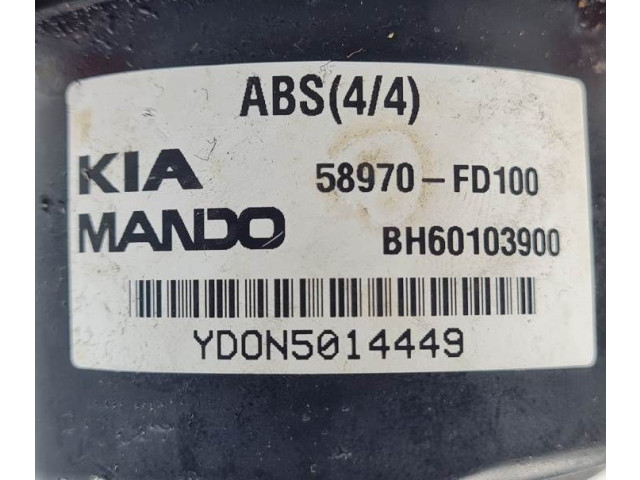 ABS(4/4)
KIA 58970-FD100
MANDO BH60103900
YDON5014449